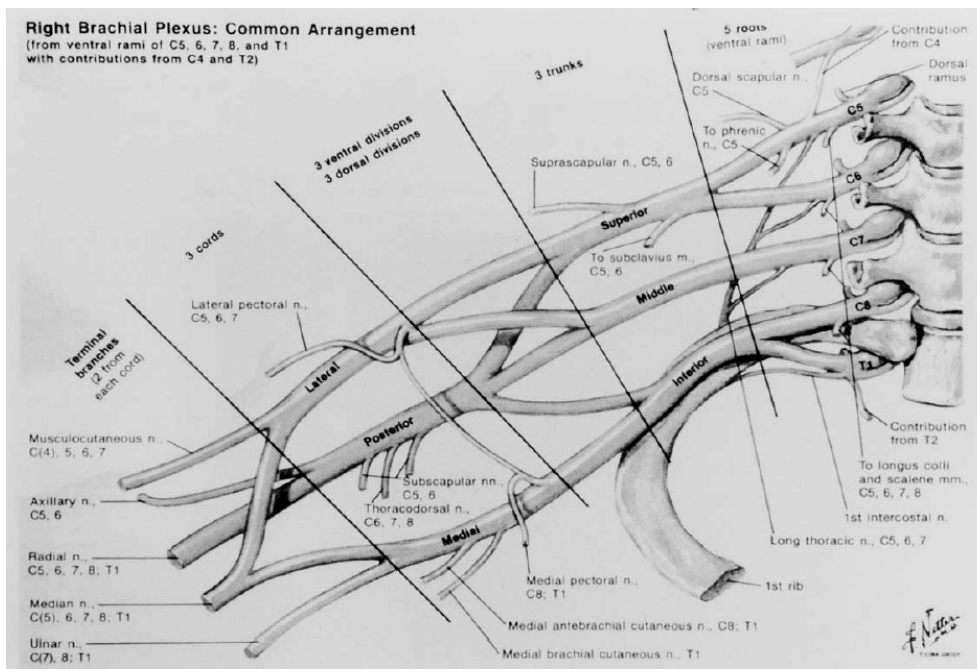 Right Brachial Plexus: Common Arrangement
(from ventral rami of C5, 6, 7, 8, and T1
with contributions from C4 and T2)
5 roots
(ventral rami)
Contribution
from C4
Dorsal
ramus
3 trunks
Dorsal scapular n.,
C5
To phrenic
n., C5
3 ventral divisions
3 dorsal divisions
Suprascapular n., C5, 6
3 cords
To subclavius m.,
C5, 6
Lateral pectoral n.,
C5, 6, 7
Terminal
branches
(2 from
each cord)
C5
C6
C7
C8
T1
Superior
Middle
Inferior
Lateral
Posterior
Medial
Musculocutaneous n.,
C(4), 5, 6, 7
Axillary n.,
C5, 6
Radial n.,
C5, 6, 7, 8; T1
Median n.,
C(5), 6, 7, 8; T1
Ulnar n.,
C(7), 8; T1
Subscapular nn.,
C5, 6
Thoracodorsal n.,
C6, 7, 8
Medial pectoral n.,
C8; T1
Medial antebrachial cutaneous n., C8; T1
Medial brachial cutaneous n., T1
Contribution
from T2
To longus colli
and scalene mm.,
C5, 6, 7, 8
1st intercostal n.
Long thoracic n., C5, 6, 7
1st rib
F. Netter